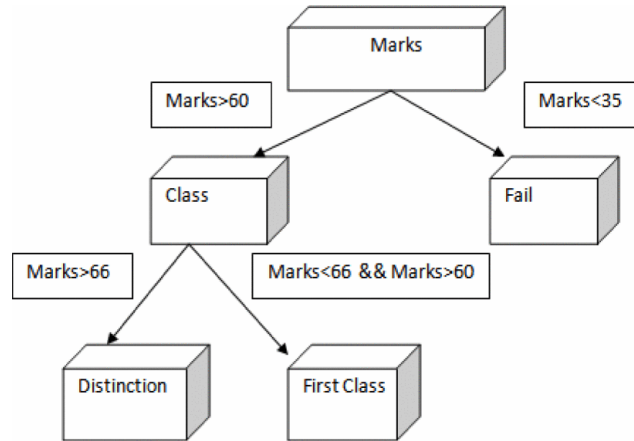 Marks
Marks>60
Marks<35
Class
Fail
Marks>66
Marks<66 && Marks>60
Distinction
First Class